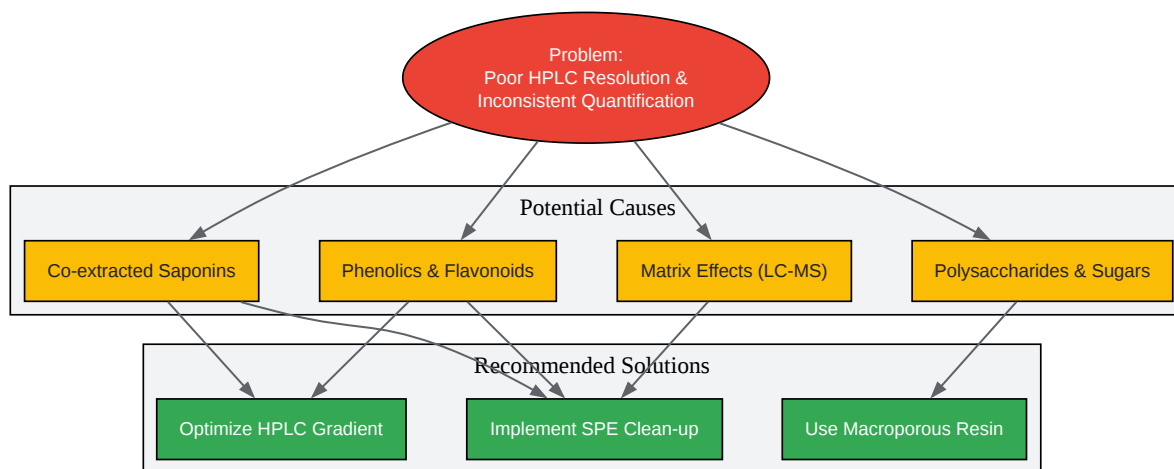 Problem:
Poor HPLC Resolution &
Inconsistent Quantification
Potential Causes
Co-extracted Saponins
Phenolics & Flavonoids
Matrix Effects (LC-MS)
Polysaccharides & Sugars
Recommended Solutions
Optimize HPLC Gradient
Implement SPE Clean-up
Use Macroporous Resin